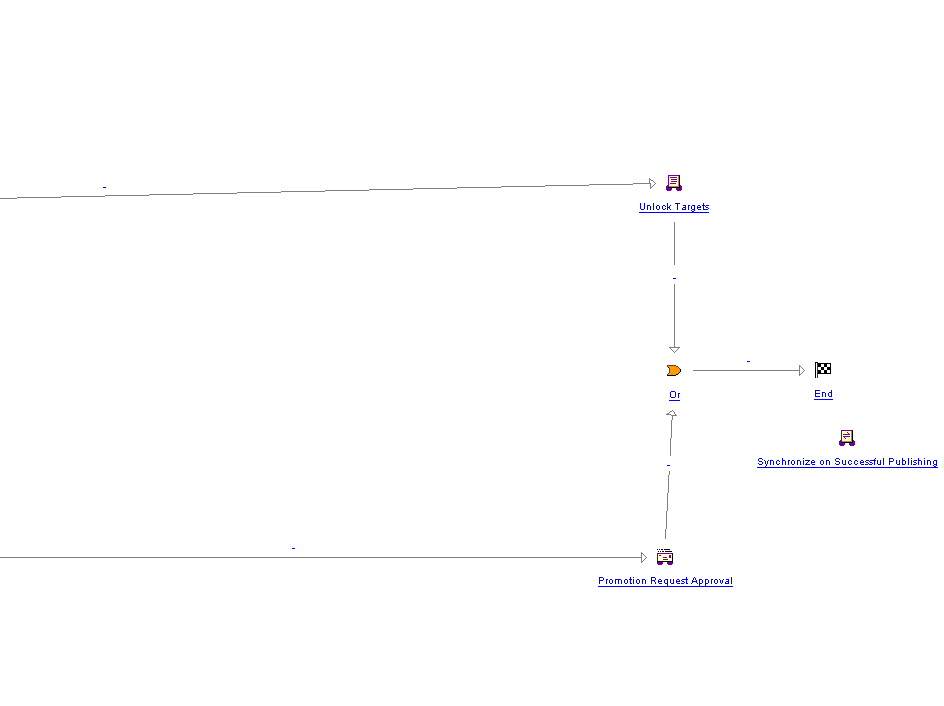 -
Unlock Targets
-
-
Or
End
Synchronize on Successful Publishing
-
-
Promotion Request Approval